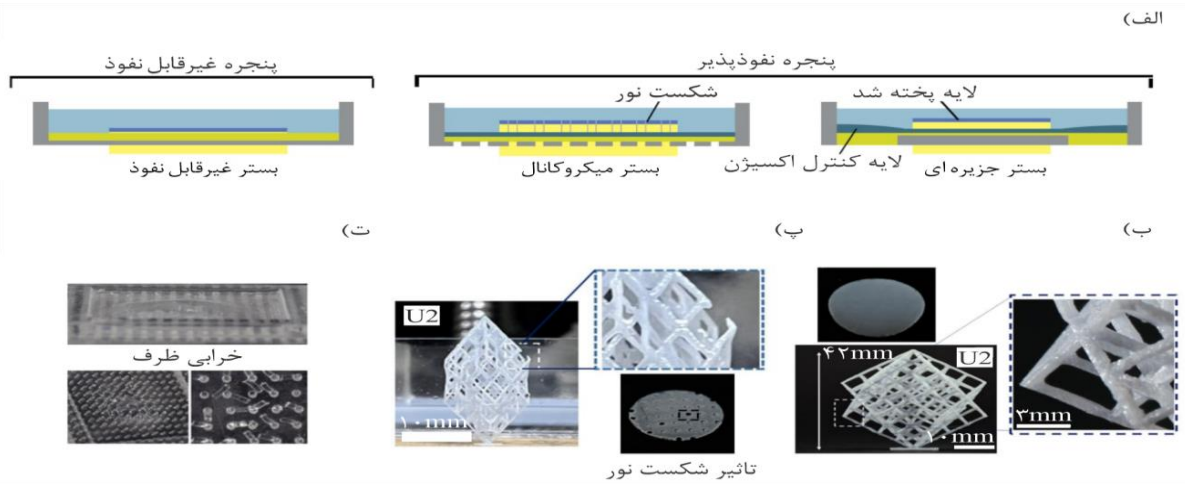 الف)
پنجره نفوذپذیر
پنجره غیرقابل نفوذ
لایه پخته شد
شکست نور
لایه کنترل اکسیژن
بستر جزیره ای
بستر میکروکانال
بستر غیرقابل نفوذ
ب)
۴۲mm
U2
۱۰mm
۳mm
پ)
U2
۱۰mm
تاثیر شکست نور
ت)
خرابی ظرف